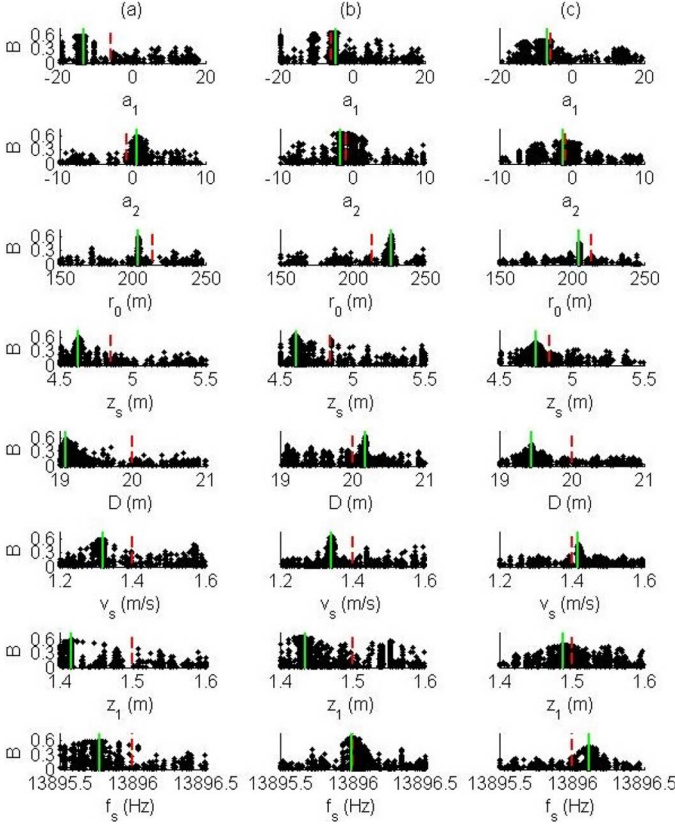 (a) (b) (c)
B 0.6 0.3 0
-20 0 20 -20 0 20 -20 0 20
a1 a1 a1
B 0.6 0.3 0
-10 0 10 -10 0 10 -10 0 10
a2 a2 a2
B 0.6 0.3 0
150 200 250 150 200 250 150 200 250
r0 (m) r0 (m) r0 (m)
B 0.6 0.3 0
4.5 5 5.5 4.5 5 5.5 4.5 5 5.5
zs (m) zs (m) zs (m)
B 0.6 0.3 0
19 20 21 19 20 21 19 20 21
D (m) D (m) D (m)
B 0.6 0.3 0
1.2 1.4 1.6 1.2 1.4 1.6 1.2 1.4 1.6
vs (m/s) vs (m/s) vs (m/s)
B 0.6 0.3 0
1.4 1.5 1.6 1.4 1.5 1.6 1.4 1.5 1.6
z1 (m) z1 (m) z1 (m)
B 0.6 0.3 0
13895.5 13896 13896.5 13895.5 13896 13896.5 13895.5 13896 13896.5
fs (Hz) fs (Hz) fs (Hz)